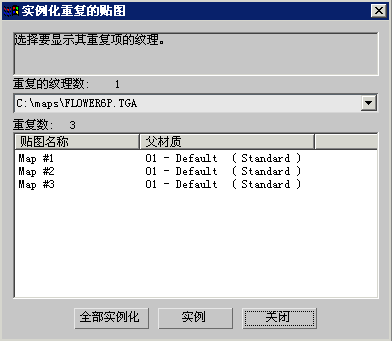 实例化重复的贴图
选择要显示其重复项的纹理。
重复的纹理数: 1
C:\maps\FLOWER6P.TGA
重复数: 3
贴图名称 父材质
Map #1 01 - Default ( Standard )
Map #2 01 - Default ( Standard )
Map #3 01 - Default ( Standard )
全部实例化 实例 关闭